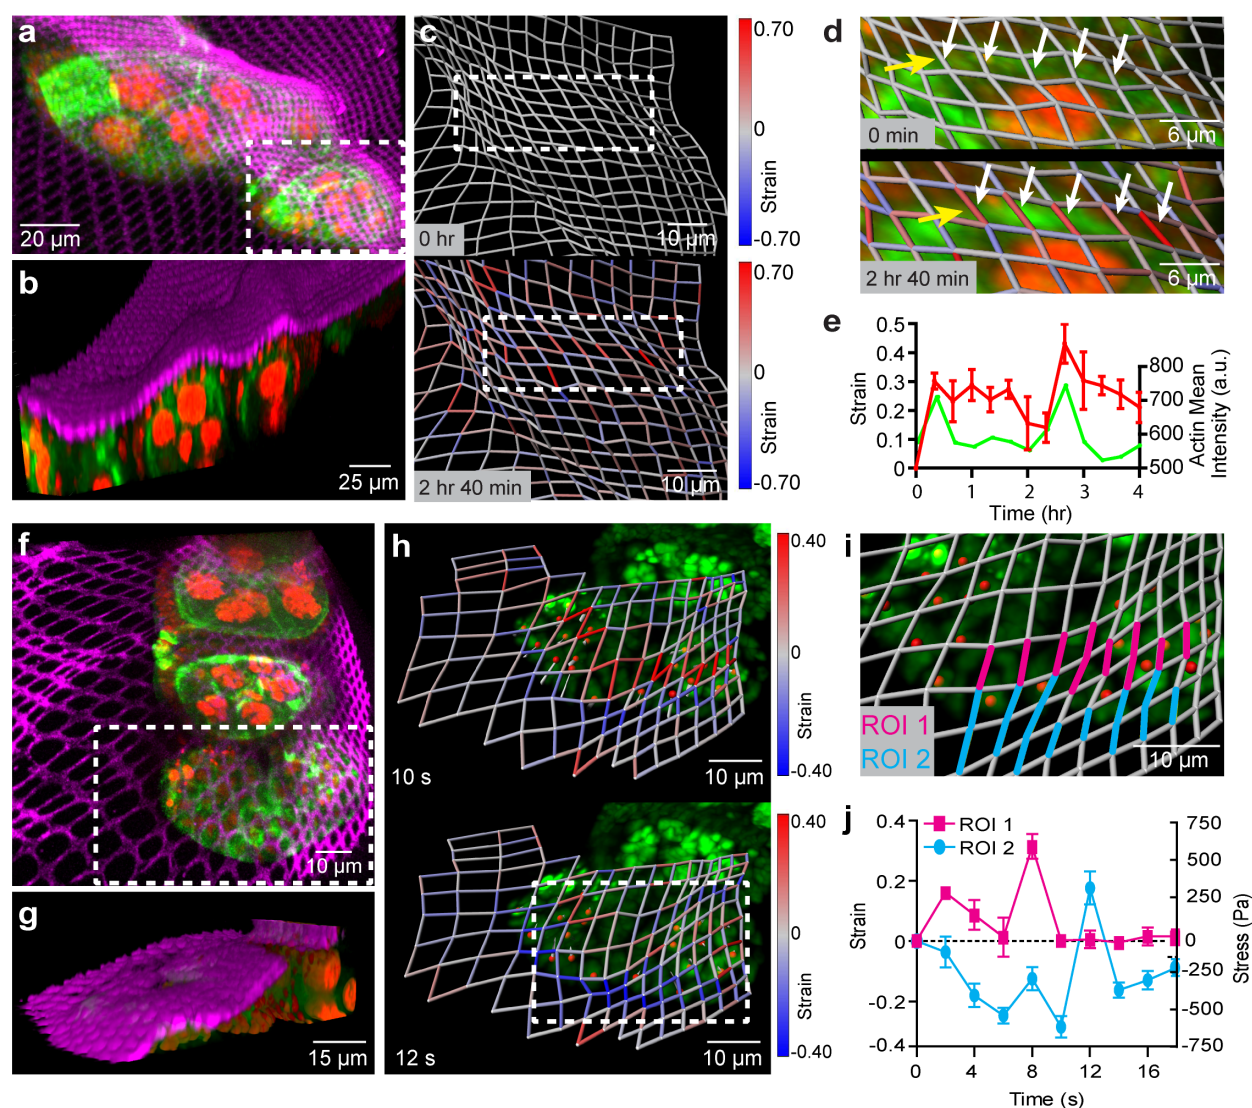 a
20 µm
b
25 µm
c
0 hr
10 µm
0.70
0
-0.70
Strain
2 hr 40 min
10 µm
0.70
0
-0.70
Strain
d
0 min
6 µm
2 hr 40 min
6 µm
e
0.5
0.4
0.3
0.2
0.1
0
Strain
800
700
600
500
Actin Mean
Intensity (a.u.)
0 1 2 3 4
Time (hr)
f
10 µm
g
15 µm
h
10 s
10 µm
0.40
0
-0.40
Strain
12 s
10 µm
0.40
0
-0.40
Strain
i
ROI 1
ROI 2
10 µm
j
ROI 1
ROI 2
0.4
0.2
0
-0.2
-0.4
Strain
750
500
250
0
-250
-500
-750
Stress (Pa)
0 4 8 12 16
Time (s)